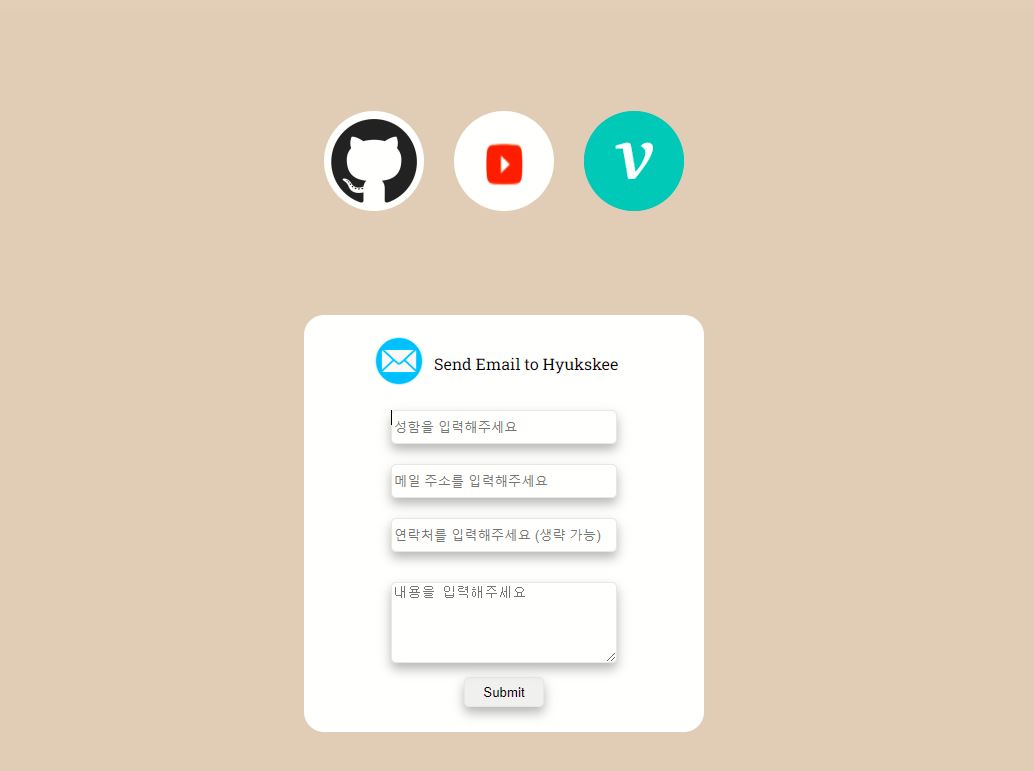 v
Send Email to Hyukskee
성함을 입력해주세요
메일 주소를 입력해주세요
연락처를 입력해주세요 (생략 가능)
내용을 입력해주세요
Submit